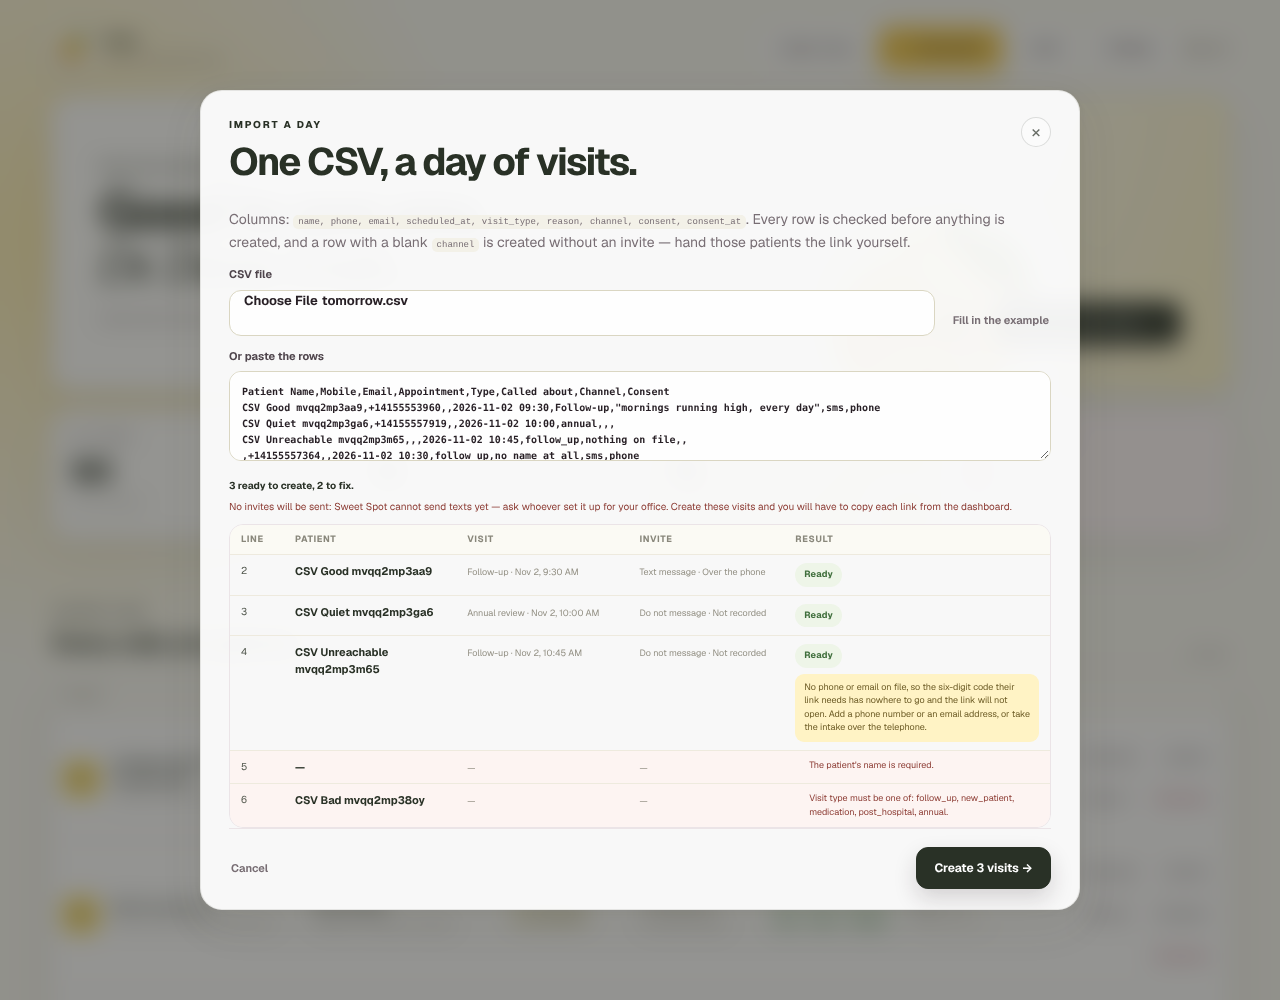 IMPORT A DAY
One CSV, a day of visits.
×
Columns: name, phone, email, scheduled_at, visit_type, reason, channel, consent, consent_at. Every row is checked before anything is
created, and a row with a blank channel is created without an invite — hand those patients the link yourself.
CSV file
Choose File tomorrow.csv
Fill in the example
Or paste the rows
Patient Name,Mobile,Email,Appointment,Type,Called about,Channel,Consent
CSV Good mvqq2mp3aa9,+14155553960,,2026-11-02 09:30,Follow-up,"mornings running high, every day",sms,phone
CSV Quiet mvqq2mp3ga6,+14155557919,,2026-11-02 10:00,annual,,,
CSV Unreachable mvqq2mp3m65,,,2026-11-02 10:45,follow_up,nothing on file,,
,+14155557364,,2026-11-02 10:30,follow_up,no name at all,sms,phone
3 ready to create, 2 to fix.
No invites will be sent: Sweet Spot cannot send texts yet — ask whoever set it up for your office. Create these visits and you will have to copy each link from the dashboard.
LINE PATIENT VISIT INVITE RESULT
2 CSV Good mvqq2mp3aa9 Follow-up · Nov 2, 9:30 AM Text message · Over the phone Ready
3 CSV Quiet mvqq2mp3ga6 Annual review · Nov 2, 10:00 AM Do not message · Not recorded Ready
4 CSV Unreachable Follow-up · Nov 2, 10:45 AM Do not message · Not recorded Ready
mvqq2mp3m65
No phone or email on file, so the six-digit code their
link needs has nowhere to go and the link will not
open. Add a phone number or an email address, or take
the intake over the telephone.
5 — — — The patient's name is required.
6 CSV Bad mvqq2mp38oy — — Visit type must be one of: follow_up, new_patient,
medication, post_hospital, annual.
Cancel
Create 3 visits →